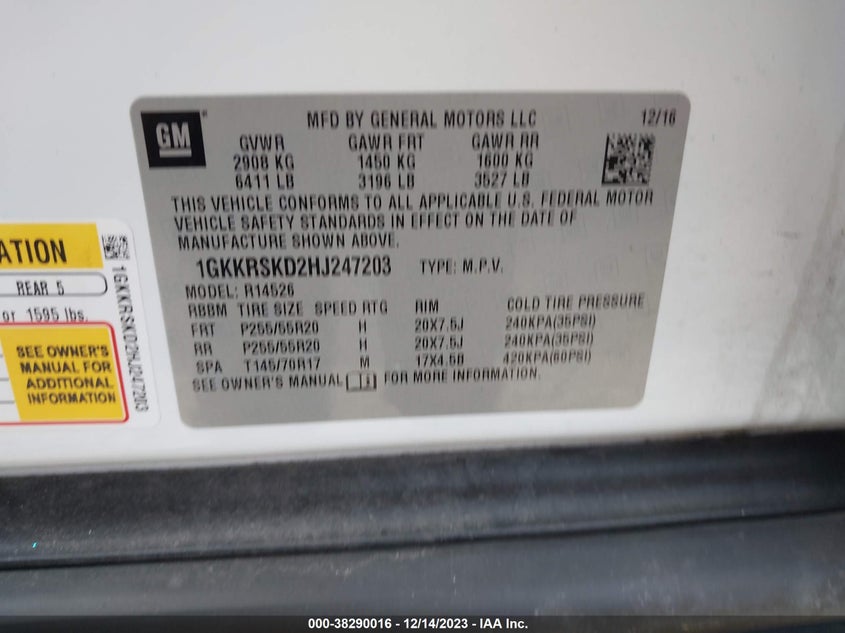 GM
MFD BY GENERAL MOTORS LLC 12/16
GVWR GAWR FRT GAWR RR
2908 KG 1450 KG 1600 KG
6411 LB 3196 LB 3527 LB
THIS VEHICLE CONFORMS TO ALL APPLICABLE U.S. FEDERAL MOTOR
VEHICLE SAFETY STANDARDS IN EFFECT ON THE DATE OF
MANUFACTURE SHOWN ABOVE.
1GKKRSKD2HJ247203 TYPE: M.P.V.
MODEL: R14526
RBBM TIRE SIZE SPEED RTG RIM COLD TIRE PRESSURE
FRT P255/55R20 H 20X7.5J 240KPA(35PSI)
RR P255/55R20 H 20X7.5J 240KPA(35PSI)
SPA T145/70R17 M 17X4.5B 420KPA(60PSI)
SEE OWNER'S MANUAL FOR MORE INFORMATION.
ATION
REAR 5
or 1595 lbs.
SEE OWNER'S
MANUAL FOR
ADDITIONAL
INFORMATION
1GKKRSKD2HJ247203
000-38290016 - 12/14/2023 - IAA Inc.